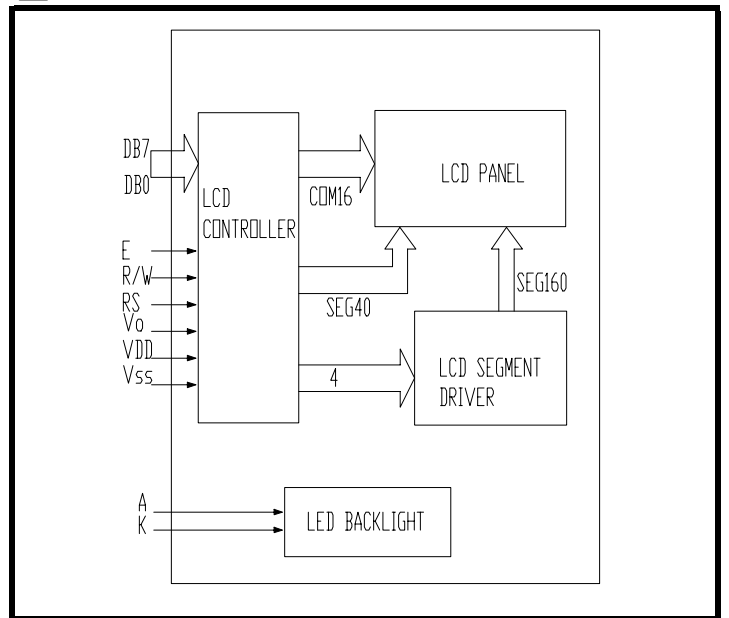 DB7
DB0
LCD
CONTROLLER
COM16
LCD PANEL
E
R/W
RS
Vo
VDD
Vss
SEG40
SEG160
4
LCD SEGMENT
DRIVER
A
K
LED BACKLIGHT